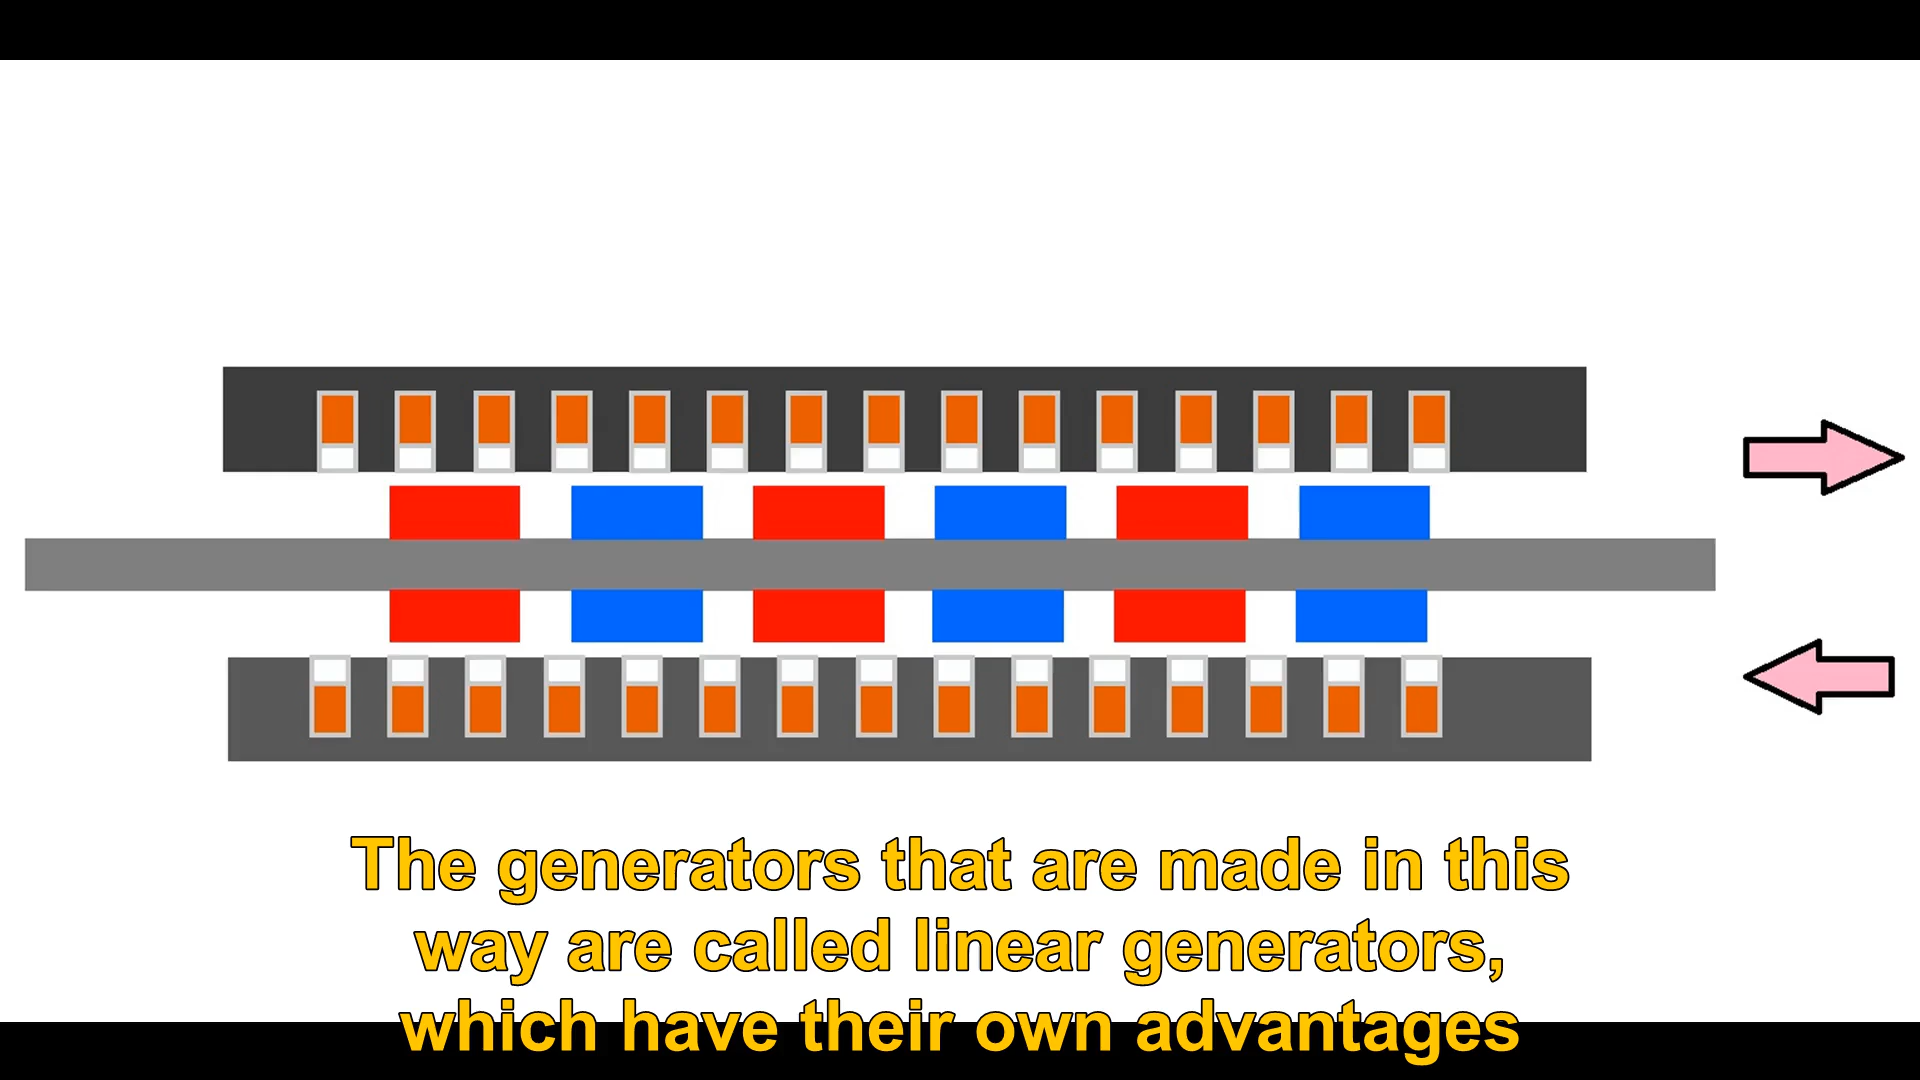 The generators that are made in this
way are called linear generators,
which have their own advantages